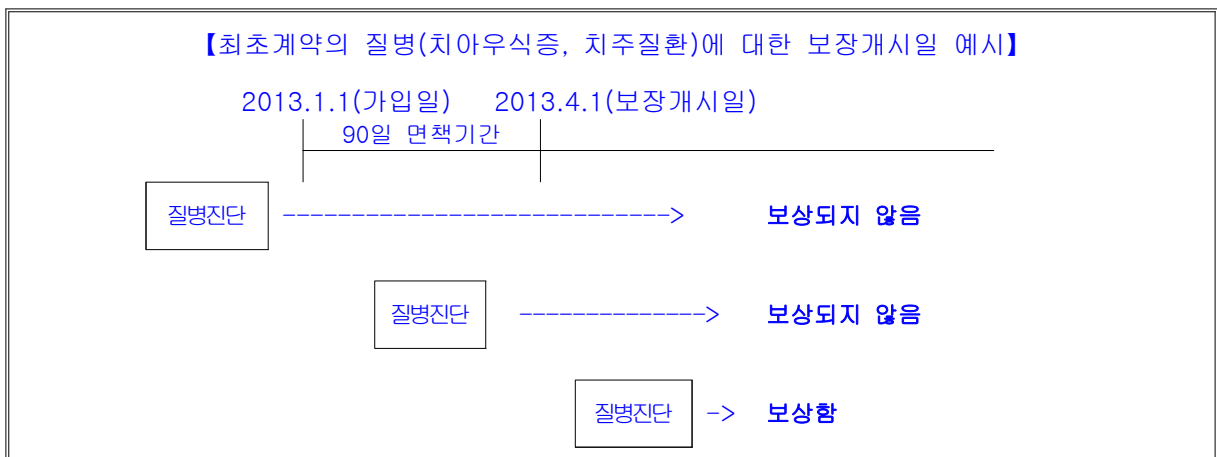 【최초계약의 질병(치아우식증, 치주질환)에 대한 보장개시일 예시】
2013.1.1(가입일) 2013.4.1(보장개시일)
90일 면책기간
질병진단 ----------------------------> 보상되지 않음
질병진단 --------------> 보상되지 않음
질병진단 -> 보상함